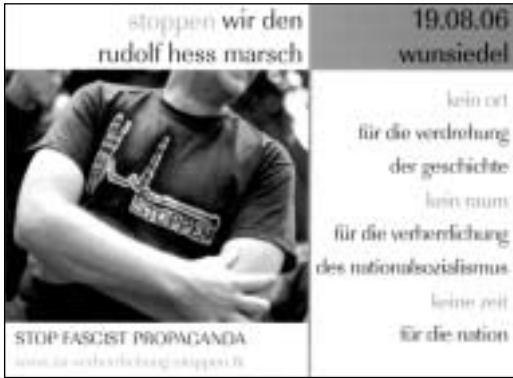 stoppen wir den
rudolf hess marsch
19.08.06
wunsiedel
kein ort
für die verdrehung
der geschichte
kein raum
für die verherrlichung
des nationalsozialismus
keine zeit
für die nation
STOPPEN
STOP FASCIST PROPAGANDA